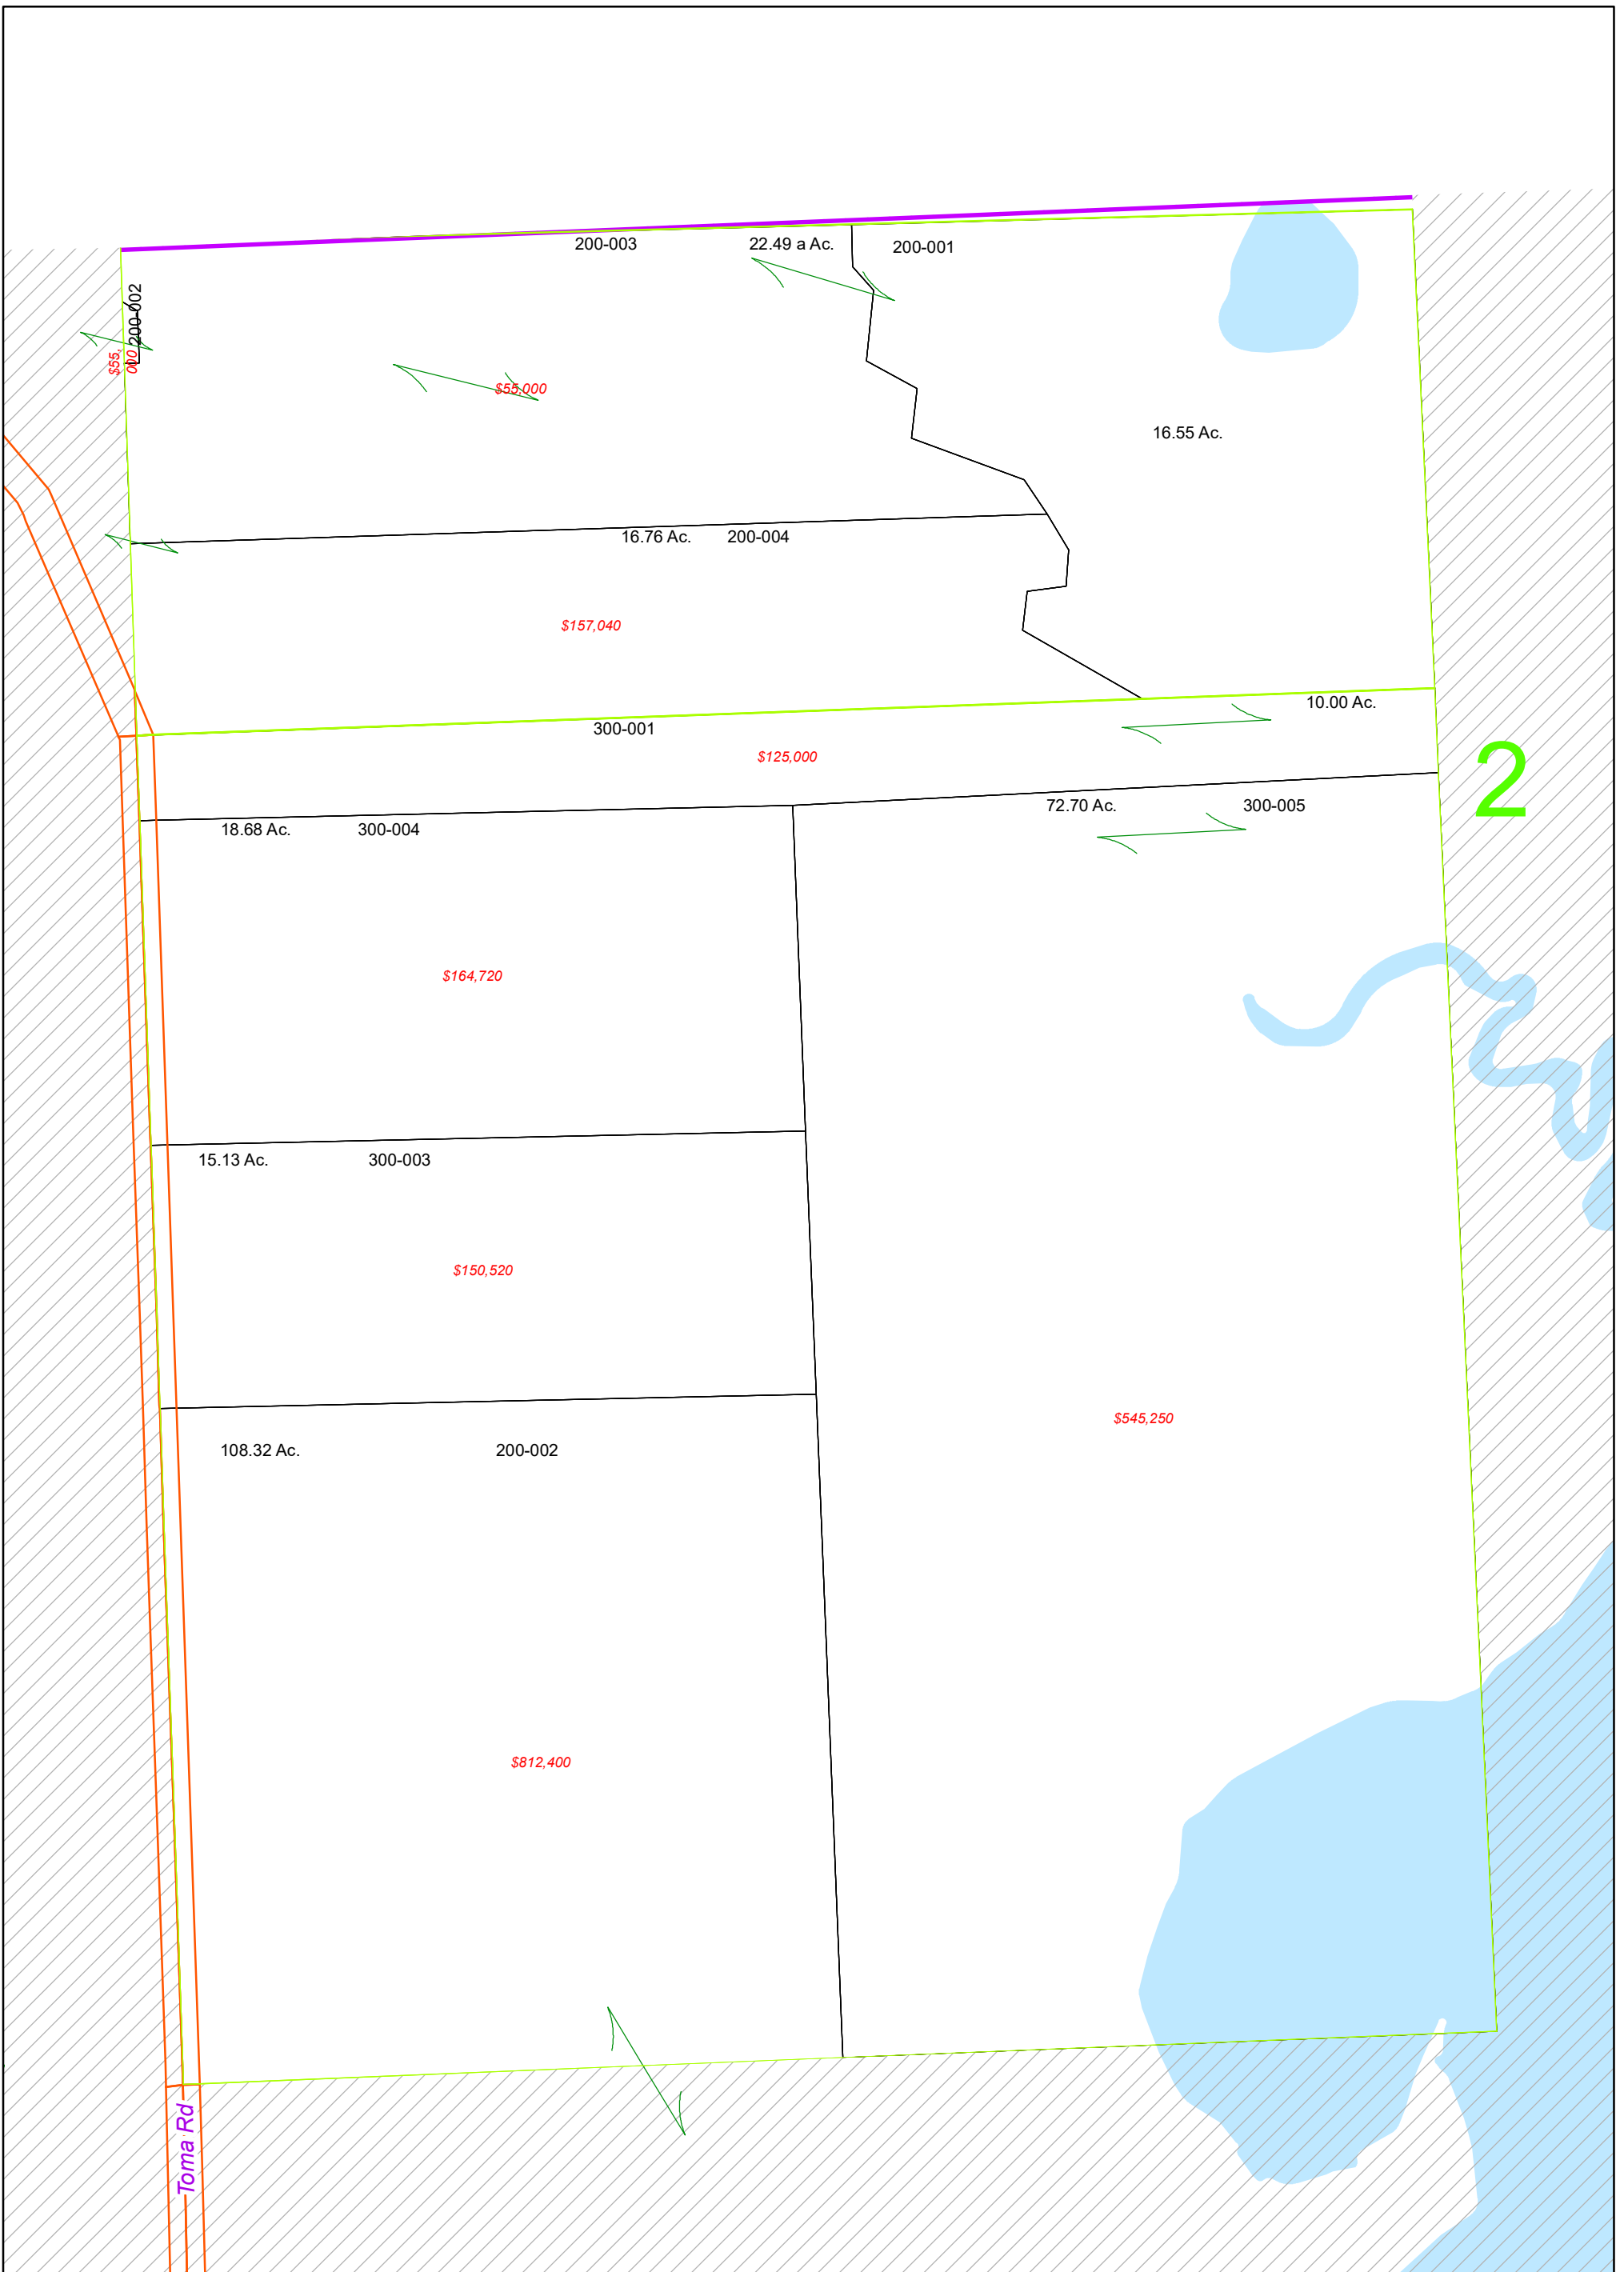 200-003
22.49 a Ac.
200-001
200-002
$55,
000
$55,000
16.55 Ac.
16.76 Ac.
200-004
$157,040
10.00 Ac.
300-001
$125,000
2
72.70 Ac.
300-005
18.68 Ac.
300-004
$164,720
15.13 Ac.
300-003
$150,520
$545,250
108.32 Ac.
200-002
$812,400
Toma Rd